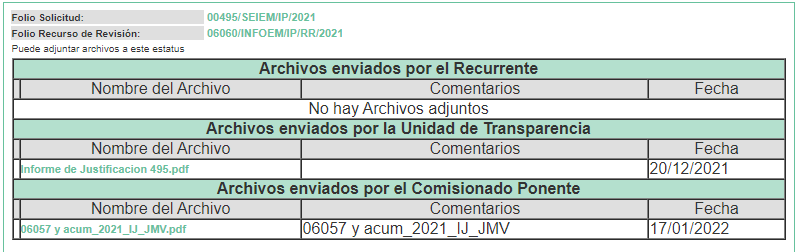 Folio Solicitud: 00495/SEIEM/IP/2021
Folio Recurso de Revisión: 06060/INFOEM/IP/RR/2021
Puede adjuntar archivos a este estatus
Archivos enviados por el Recurrente
Nombre del Archivo Comentarios Fecha
No hay Archivos adjuntos
Archivos enviados por la Unidad de Transparencia
Nombre del Archivo Comentarios Fecha
Informe de Justificacion 495.pdf 20/12/2021
Archivos enviados por el Comisionado Ponente
Nombre del Archivo Comentarios Fecha
06057 y acum_2021_IJ_JMV.pdf 06057 y acum_2021_IJ_JMV 17/01/2022